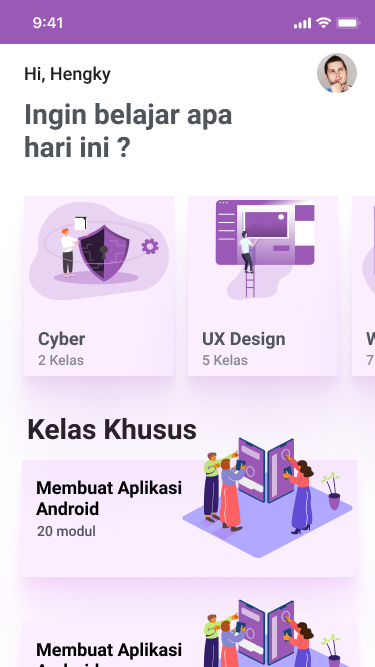 9:41
Hi, Hengky
Ingin belajar apa
hari ini ?
Cyber
2 Kelas
UX Design
5 Kelas
7
Kelas Khusus
Membuat Aplikasi
Android
20 modul
Membuat Aplikasi
Android